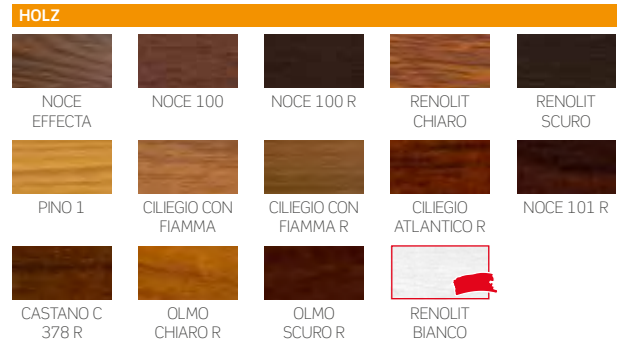 HOLZ
NOCE
EFFECTA
NOCE 100
NOCE 100 R
RENOLIT
CHIARO
RENOLIT
SCURO
PINO 1
CILIEGIO CON
FIAMMA
CILIEGIO CON
FIAMMA R
CILIEGIO
ATLANTICO R
NOCE 101 R
CASTANO C
378 R
OLMO
CHIARO R
OLMO
SCURO R
RENOLIT
BIANCO